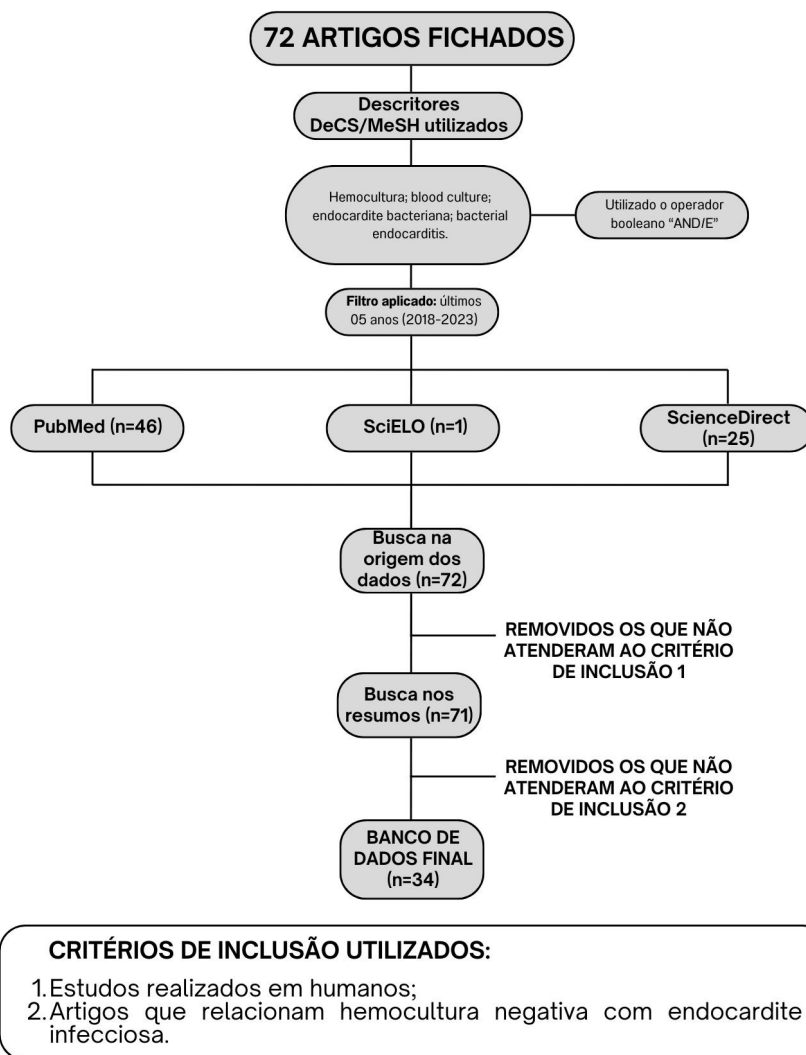 72 ARTIGOS FICHADOS
Descritores
DeCS/MeSH utilizados
Hemocultura; blood culture;
endocardite bacteriana; bacterial
endocarditis.
Utilizado o operador
booleano “AND/E”
Filtro aplicado: últimos
05 anos (2018-2023)
PubMed (n=46)
SciELO (n=1)
ScienceDirect
(n=25)
Busca na
origem dos
dados (n=72)
REMOVIDOS OS QUE NÃO
ATENDERAM AO CRITÉRIO
DE INCLUSÃO 1
Busca nos
resumos (n=71)
REMOVIDOS OS QUE NÃO
ATENDERAM AO CRITÉRIO
DE INCLUSÃO 2
BANCO DE
DADOS FINAL
(n=34)
CRITÉRIOS DE INCLUSÃO UTILIZADOS:
1. Estudos realizados em humanos;
2. Artigos que relacionam hemocultura negativa com endocardite
infecciosa.